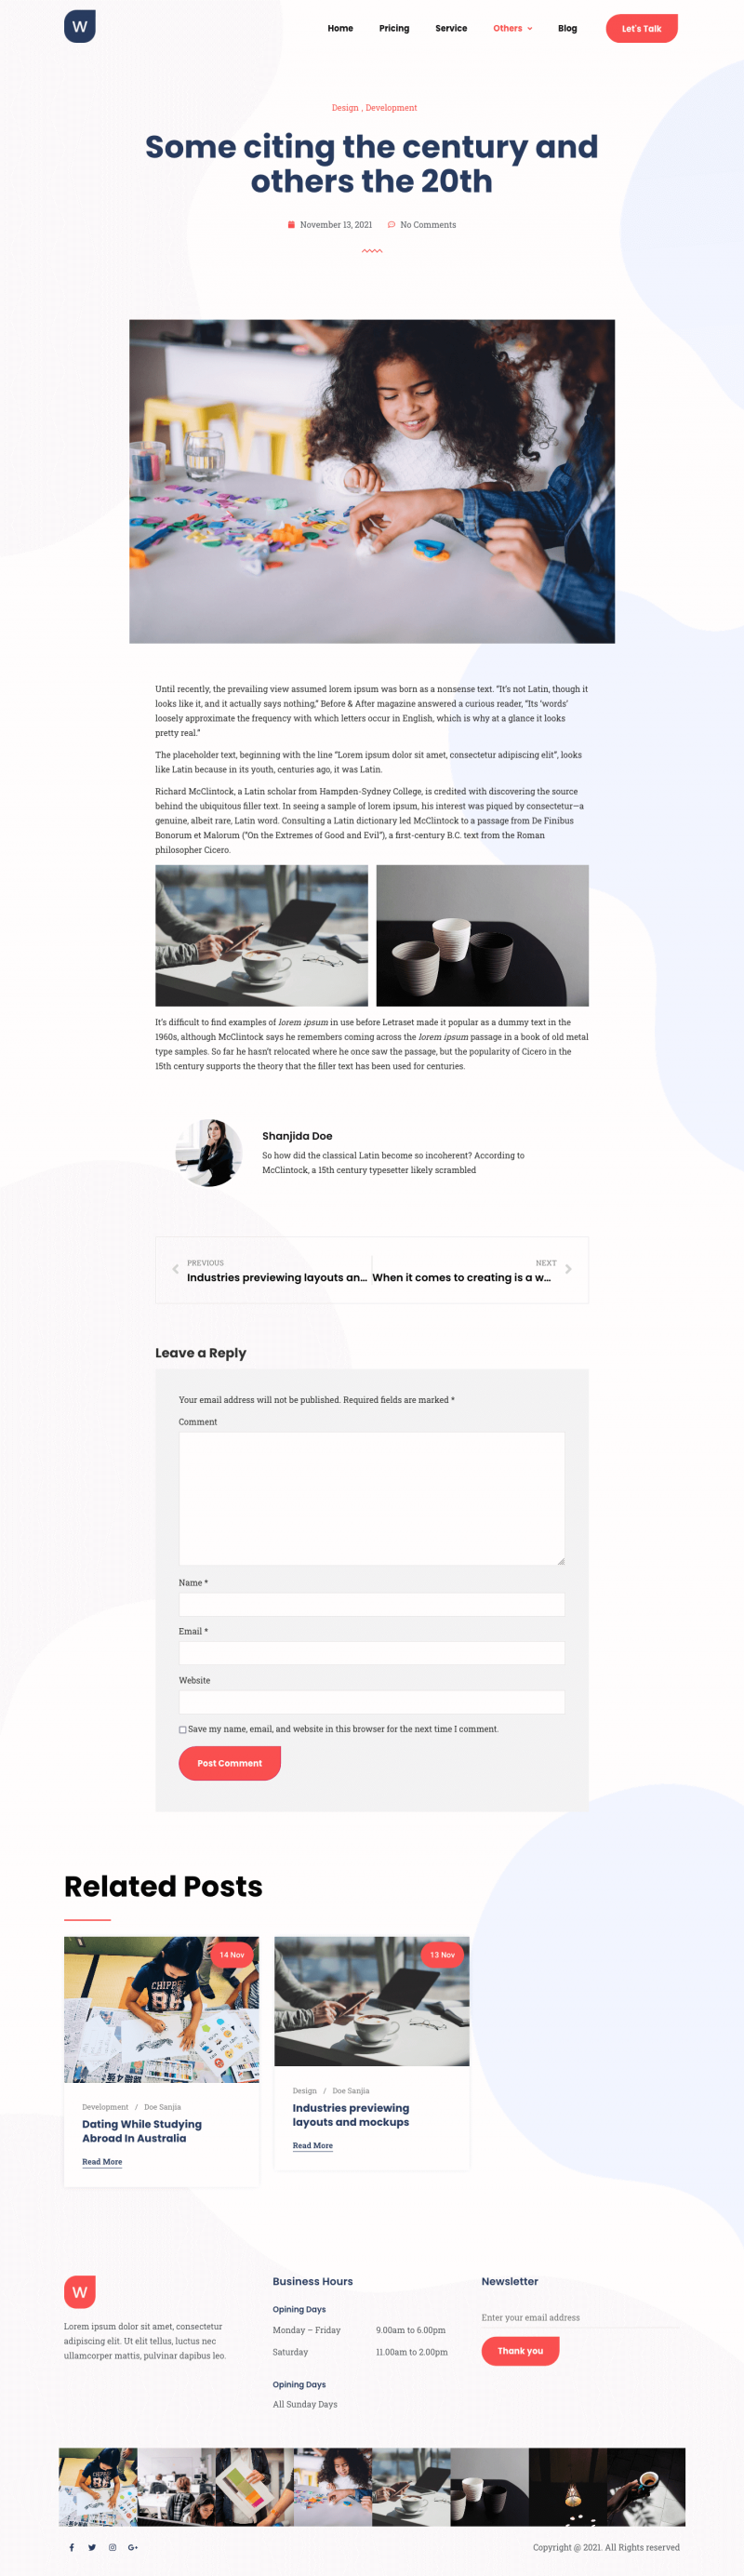 W
Home Pricing Service Others Blog Let's Talk
Design , Development
Some citing the century and
others the 20th
November 13, 2021 No Comments
Until recently, the prevailing view assumed lorem ipsum was born as a nonsense text. “It's not Latin, though it
looks like it, and it actually says nothing,” Before & After magazine answered a curious reader, “Its ‘words’
loosely approximate the frequency with which letters occur in English, which is why at a glance it looks
pretty real.”
The placeholder text, beginning with the line “Lorem ipsum dolor sit amet, consectetur adipiscing elit”, looks
like Latin because in its youth, centuries ago, it was Latin.
Richard McClintock, a Latin scholar from Hampden-Sydney College, is credited with discovering the source
behind the ubiquitous filler text. In seeing a sample of lorem ipsum, his interest was piqued by consectetur—a
genuine, albeit rare, Latin word. Consulting a Latin dictionary led McClintock to a passage from De Finibus
Bonorum et Malorum (“On the Extremes of Good and Evil”), a first-century B.C. text from the Roman
philosopher Cicero.
It's difficult to find examples of lorem ipsum in use before Letraset made it popular as a dummy text in the
1960s, although McClintock says he remembers coming across the lorem ipsum passage in a book of old metal
type samples. So far he hasn't relocated where he once saw the passage, but the popularity of Cicero in the
15th century supports the theory that the filler text has been used for centuries.
Shanjida Doe
So how did the classical Latin become so incoherent? According to
McClintock, a 15th century typesetter likely scrambled
PREVIOUS
Industries previewing layouts an...
NEXT
When it comes to creating is a w...
Leave a Reply
Your email address will not be published. Required fields are marked *
Comment
Name *
Email *
Website
Save my name, email, and website in this browser for the next time I comment.
Post Comment
Related Posts
14 Nov
Development / Doe Sanjia
Dating While Studying
Abroad In Australia
Read More
13 Nov
Design / Doe Sanjia
Industries previewing
layouts and mockups
Read More
W
Lorem ipsum dolor sit amet, consectetur
adipiscing elit. Ut elit tellus, luctus nec
ullamcorper mattis, pulvinar dapibus leo.
Business Hours
Opining Days
Monday – Friday 9.00am to 6.00pm
Saturday 11.00am to 2.00pm
Opining Days
All Sunday Days
Newsletter
Enter your email address
Thank you
Copyright @ 2021. All Rights reserved